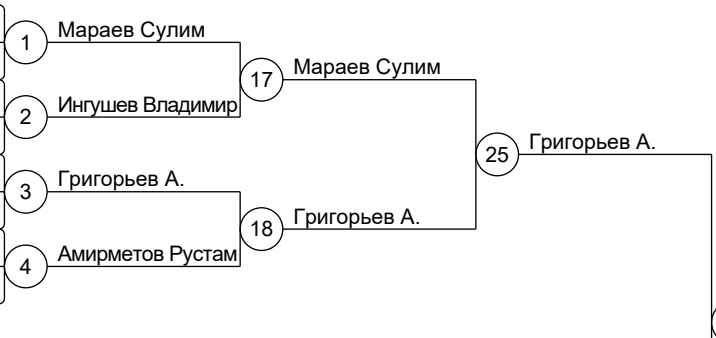 1
Мараев Сулим
17
Мараев Сулим
2
Ингушев Владимир
25
Григорьев А.
3
Григорьев А.
18
Григорьев А.
4
Амирметов Рустам